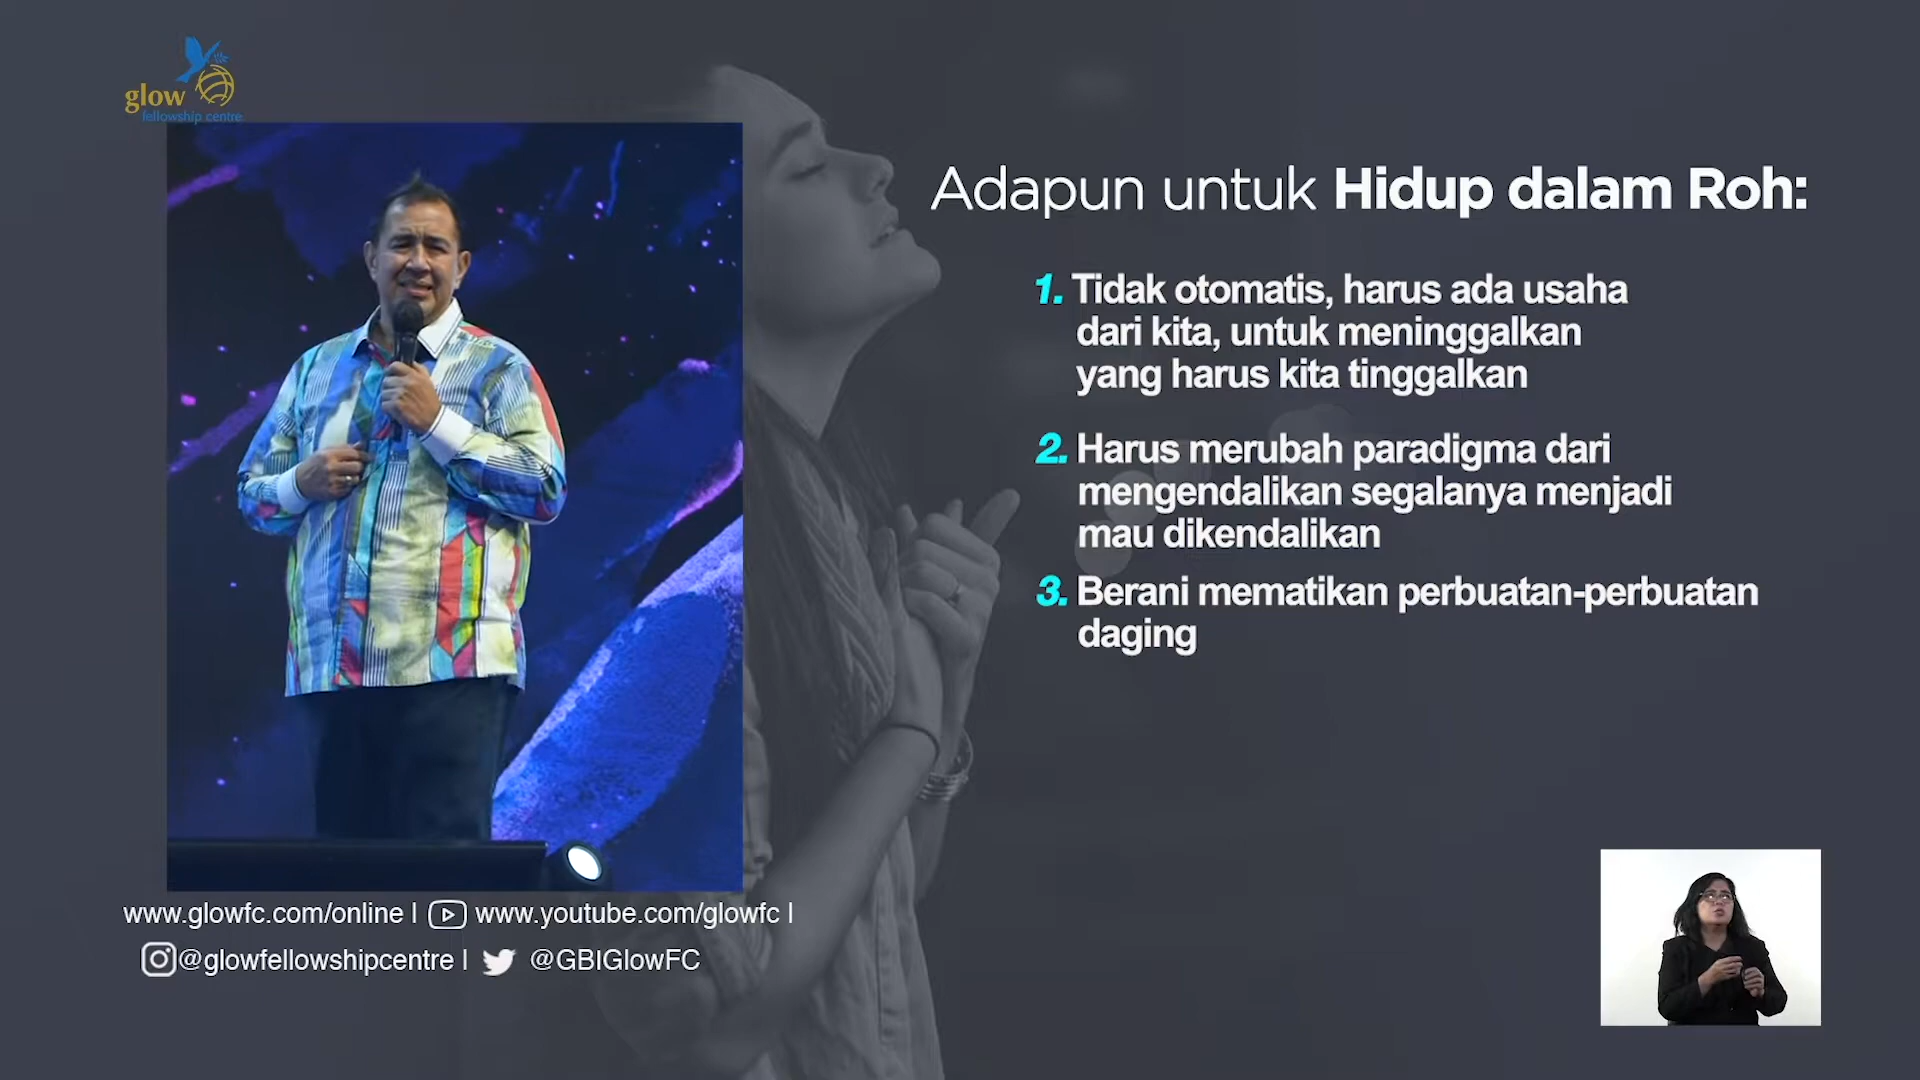 glow
fellowship centre
Adapun untuk Hidup dalam Roh:
1. Tidak otomatis, harus ada usaha
dari kita, untuk meninggalkan
yang harus kita tinggalkan
2. Harus merubah paradigma dari
mengendalikan segalanya menjadi
mau dikendalikan
3. Berani mematikan perbuatan-perbuatan
daging
www.glowfc.com/online | www.youtube.com/glowfc |
@glowfellowshipcentre | @GBIGlowFC